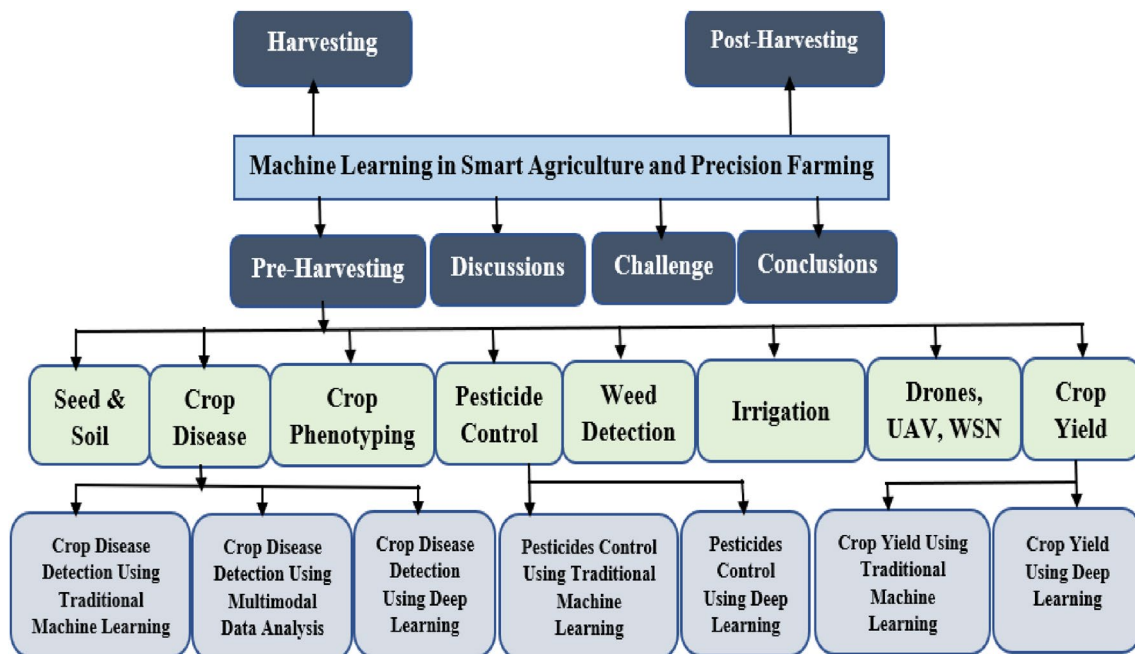 Harvesting
Post-Harvesting
Machine Learning in Smart Agriculture and Precision Farming
Pre-Harvesting
Discussions
Challenge
Conclusions
Seed &
Soil
Crop
Disease
Crop
Phenotyping
Pesticide
Control
Weed
Detection
Irrigation
Drones,
UAV, WSN
Crop
Yield
Crop Disease
Detection Using
Traditional
Machine Learning
Crop Disease
Detection Using
Multimodal
Data Analysis
Crop Disease
Detection
Using Deep
Learning
Pesticides Control
Using Traditional
Machine
Learning
Pesticides
Control
Using Deep
Learning
Crop Yield Using
Traditional
Machine
Learning
Crop Yield
Using Deep
Learning